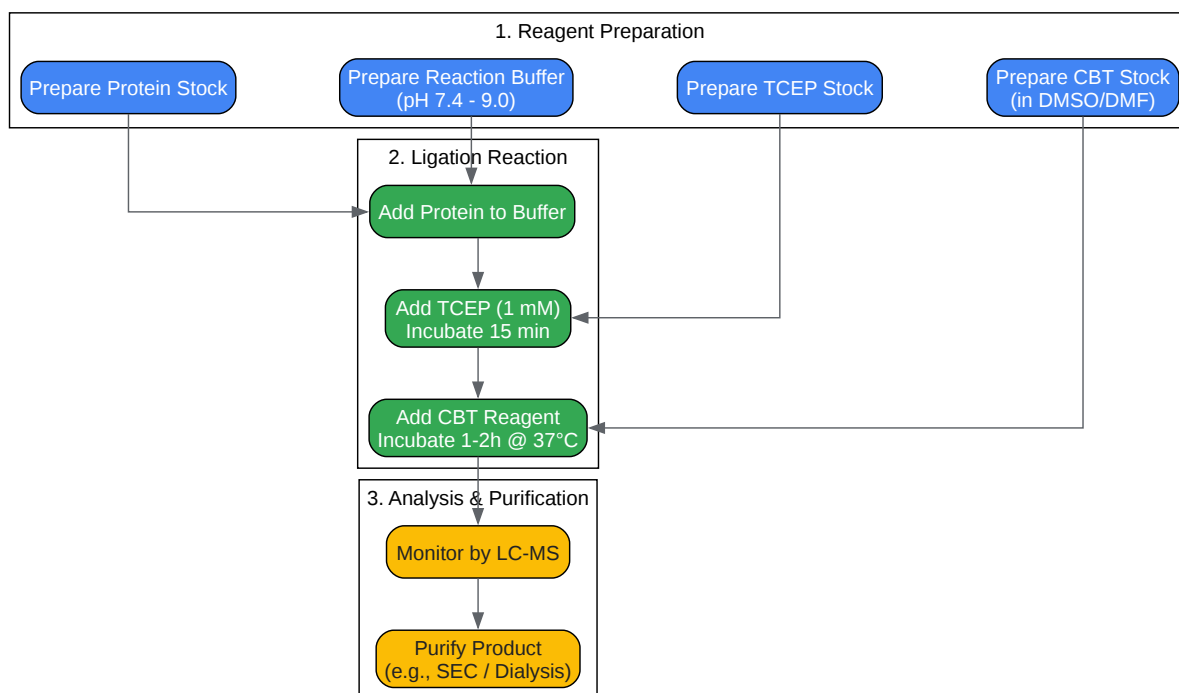 1. Reagent Preparation
Prepare Protein Stock
Prepare Reaction Buffer
(pH 7.4 - 9.0)
Prepare TCEP Stock
Prepare CBT Stock
(in DMSO/DMF)
2. Ligation Reaction
Add Protein to Buffer
Add TCEP (1 mM)
Incubate 15 min
Add CBT Reagent
Incubate 1-2h @ 37°C
3. Analysis & Purification
Monitor by LC-MS
Purify Product
(e.g., SEC / Dialysis)